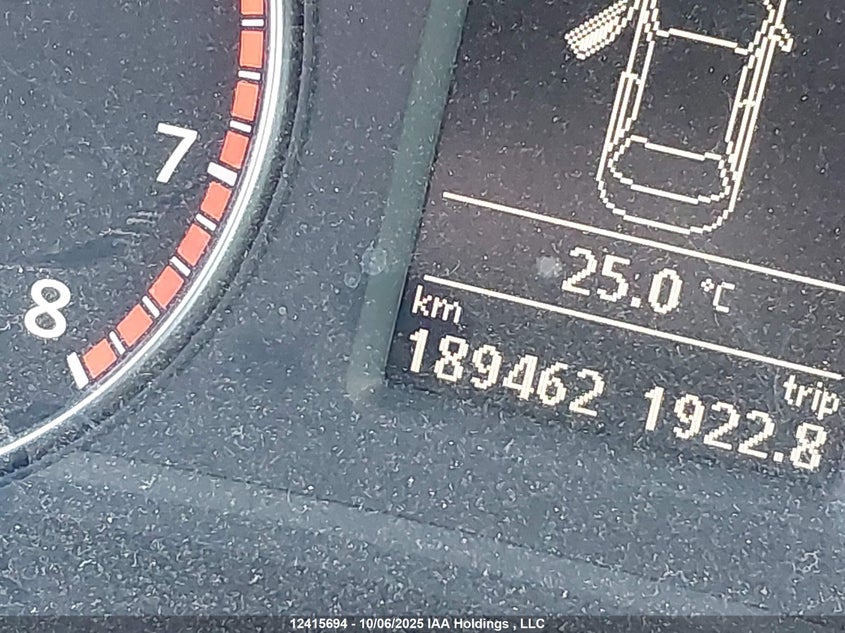 7
8
25.0 °C
km
trip
189462 1922.8
12415694 - 10/06/2025 IAA Holdings , LLC